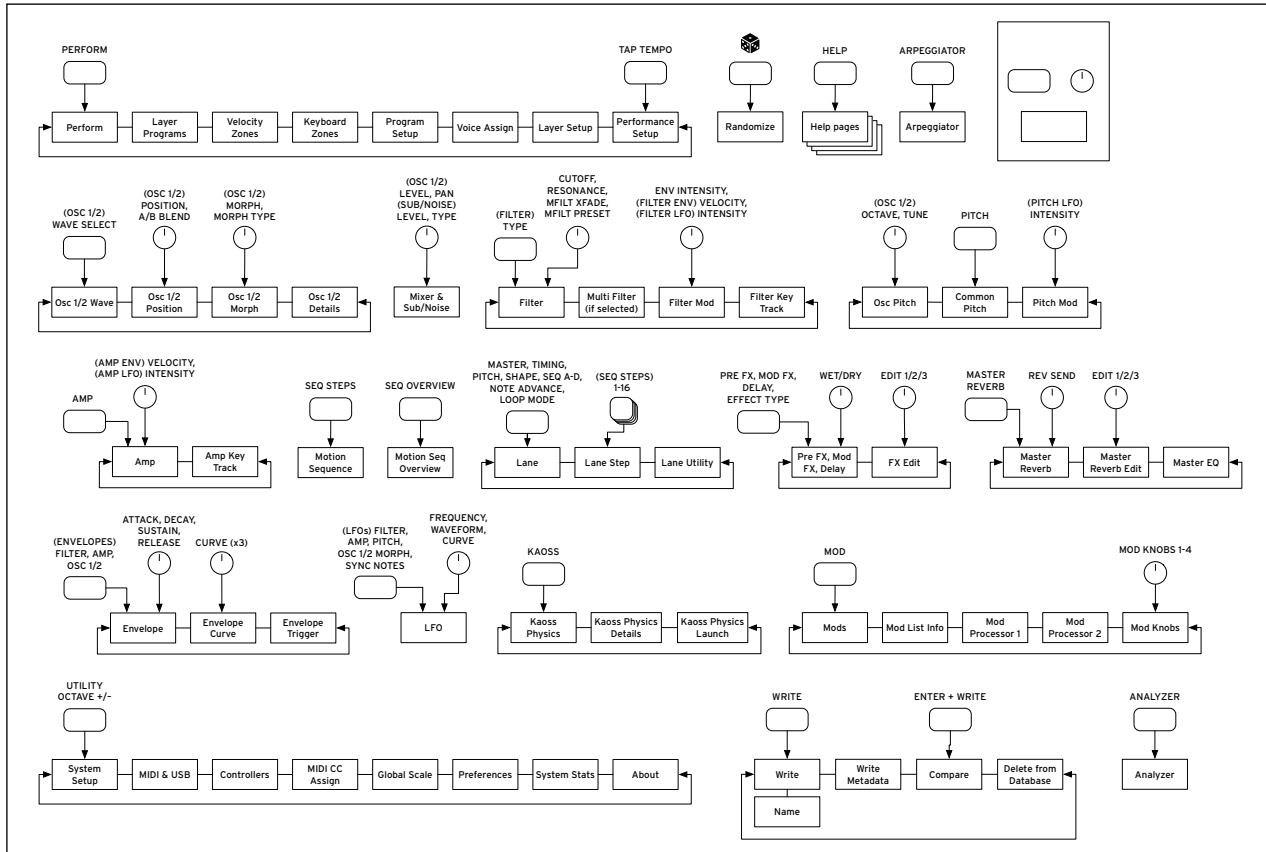 PERFORM
TAP TEMPO
HELP
ARPEGGIATOR
Perform
Layer
Programs
Velocity
Zones
Keyboard
Zones
Program
Setup
Voice Assign
Layer Setup
Performance
Setup
Randomize
Help pages
Arpeggiator
(OSC 1/2)
WAVE SELECT
(OSC 1/2)
POSITION,
A/B BLEND
(OSC 1/2)
MORPH,
MORPH TYPE
(OSC 1/2)
LEVEL, PAN
(SUB/NOISE)
LEVEL, TYPE
(FILTER)
TYPE
CUTOFF,
RESONANCE,
MFILT XFADE,
MFILT PRESET
ENV INTENSITY,
(FILTER ENV) VELOCITY,
(FILTER LFO) INTENSITY
(OSC 1/2)
OCTAVE, TUNE
PITCH
(PITCH LFO)
INTENSITY
Osc 1/2 Wave
Osc 1/2
Position
Osc 1/2
Morph
Osc 1/2
Details
Mixer &
Sub/Noise
Filter
Multi Filter
(if selected)
Filter Mod
Filter Key
Track
Osc Pitch
Common
Pitch
Pitch Mod
AMP
(AMP ENV) VELOCITY,
(AMP LFO) INTENSITY
SEQ STEPS
SEQ OVERVIEW
MASTER, TIMING,
PITCH, SHAPE, SEQ A-D,
NOTE ADVANCE,
LOOP MODE
(SEQ STEPS)
1-16
PRE FX, MOD FX,
DELAY,
EFFECT TYPE
WET/DRY
EDIT 1/2/3
MASTER
REVERB
REV SEND
EDIT 1/2/3
Amp
Amp Key
Track
Motion
Sequence
Motion Seq
Overview
Lane
Lane Step
Lane Utility
Pre FX, Mod
FX, Delay
FX Edit
Master
Reverb
Master
Reverb Edit
Master EQ
(ENVELOPES)
FILTER, AMP,
OSC 1/2
ATTACK, DECAY,
SUSTAIN,
RELEASE
CURVE (x3)
(LFOs) FILTER,
AMP, PITCH,
OSC 1/2 MORPH,
SYNC NOTES
FREQUENCY,
WAVEFORM,
CURVE
KAOSS
MOD
MOD KNOBS 1-4
Envelope
Envelope
Curve
Envelope
Trigger
LFO
Kaoss
Physics
Kaoss Physics
Details
Kaoss Physics
Launch
Mods
Mod List Info
Mod
Processor 1
Mod
Processor 2
Mod Knobs
UTILITY
OCTAVE +/–
WRITE
ENTER + WRITE
ANALYZER
System
Setup
MIDI & USB
Controllers
MIDI CC
Assign
Global Scale
Preferences
System Stats
About
Write
Write
Metadata
Compare
Delete from
Database
Analyzer
Name